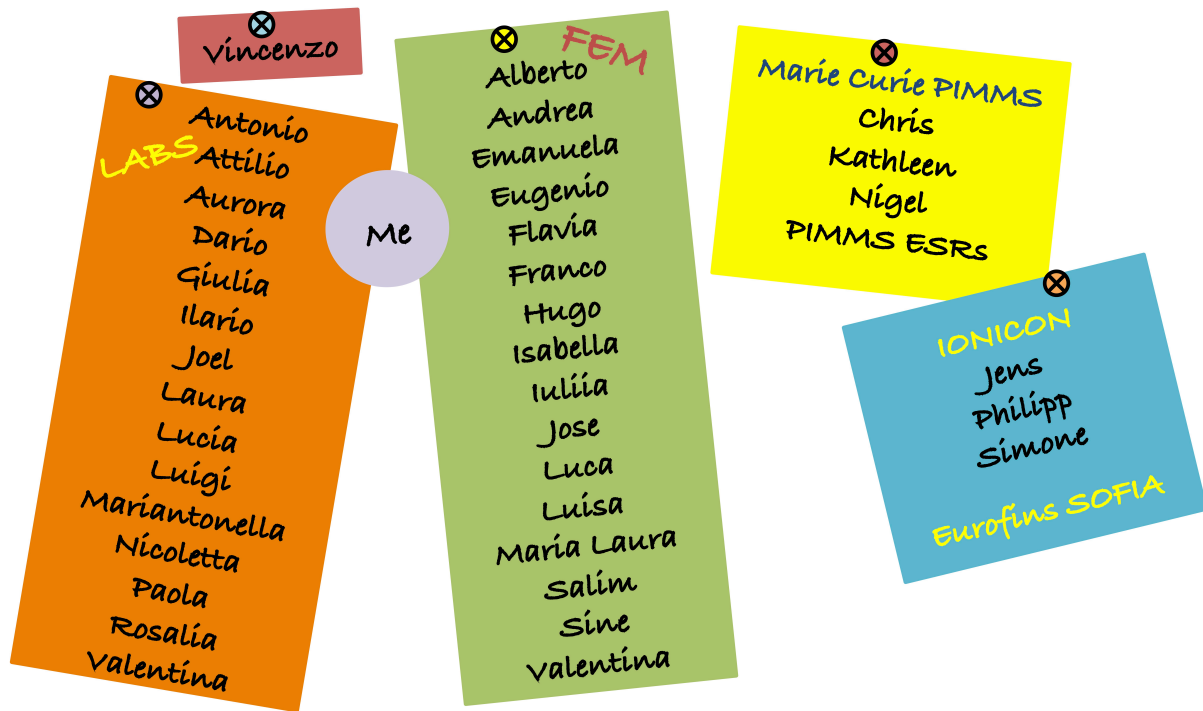 Vincenzo
LABS
Antonio
Attilio
Aurora
Dario
Giulia
Ilario
Joel
Laura
Lucia
Luigi
Mariantonella
Nicoletta
Paola
Rosalia
Valentina
Me
FEM
Alberto
Andrea
Emanuela
Eugenio
Flavia
Franco
Hugo
Isabella
Iuliia
Jose
Luca
Luisa
Maria Laura
Salim
Sine
Valentina
Marie Curie PIMMS
Chris
Kathleen
Nigel
PIMMS ESRs
IONICON
Jens
Philipp
Simone
Eurofins SOFIA